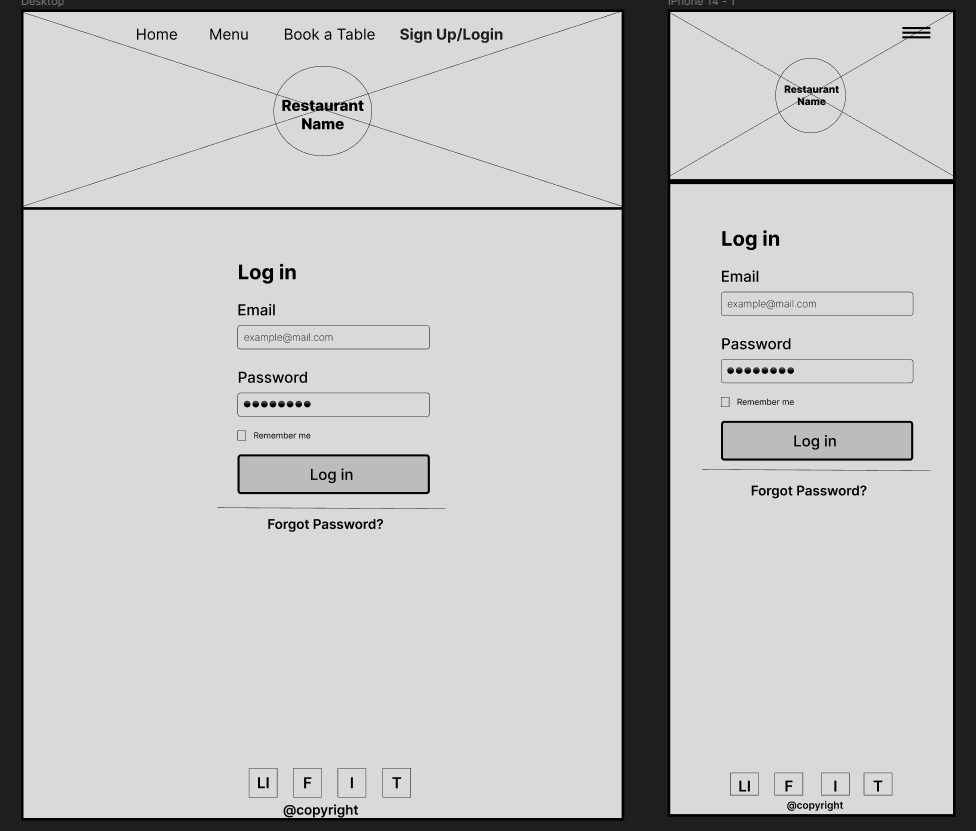 Desktop
Home Menu Book a Table Sign Up/Login
Restaurant
Name
Log in
Email
example@mail.com
Password
Remember me
Log in
Forgot Password?
LI F I T
@copyright
iPhone 14 - 1
Restaurant
Name
Log in
Email
example@mail.com
Password
Remember me
Log in
Forgot Password?
LI F I T
@copyright